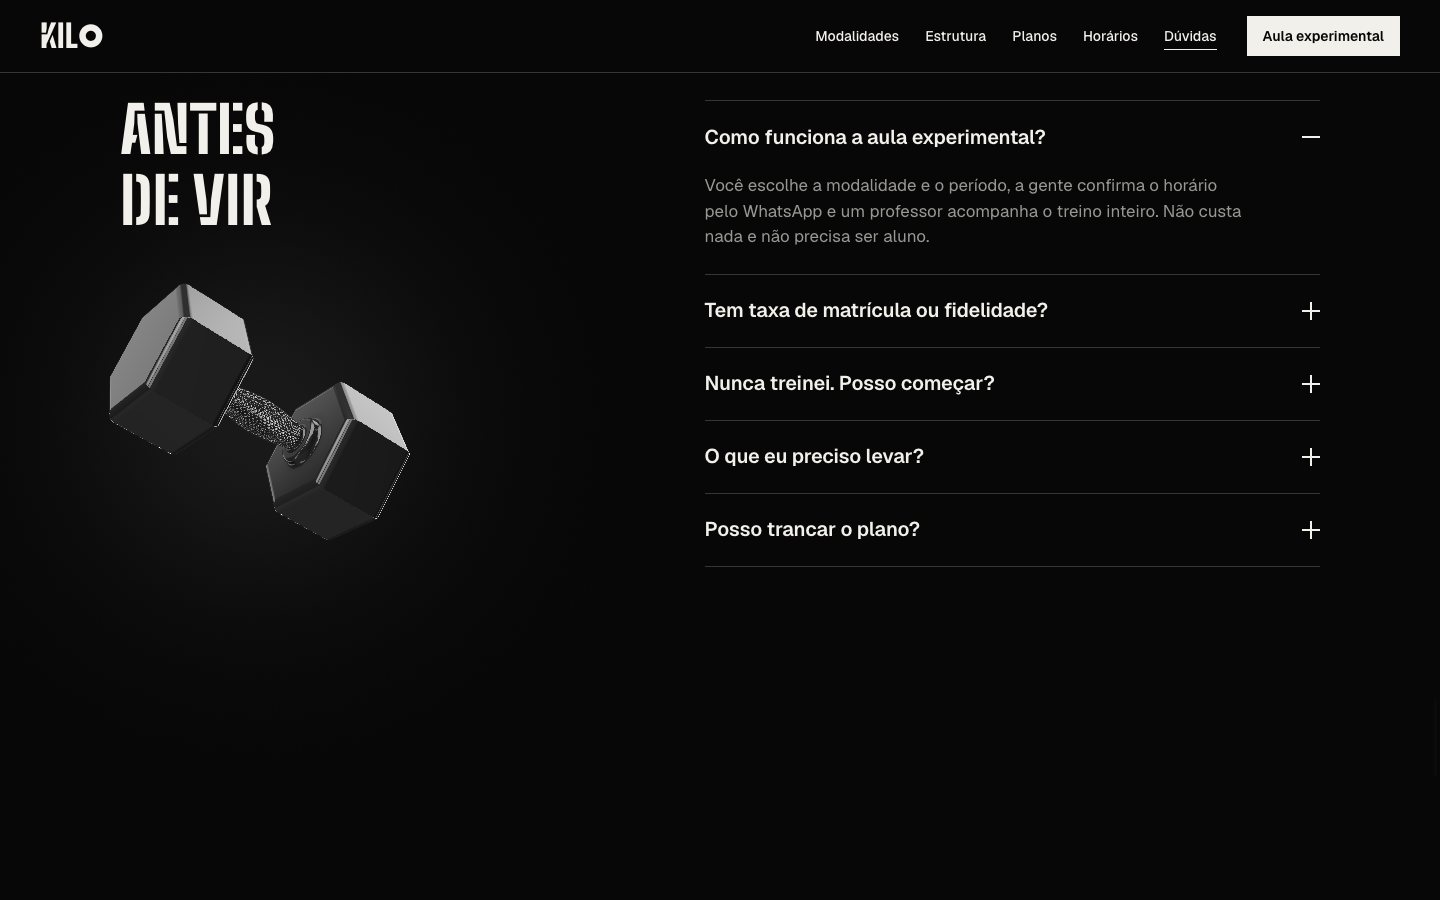 KILO
Modalidades
Estrutura
Planos
Horários
Dúvidas
Aula experimental
ANTES
DE VIR
Como funciona a aula experimental?
Você escolhe a modalidade e o período, a gente confirma o horário
pelo WhatsApp e um professor acompanha o treino inteiro. Não custa
nada e não precisa ser aluno.
Tem taxa de matrícula ou fidelidade?
Nunca treinei. Posso começar?
O que eu preciso levar?
Posso trancar o plano?